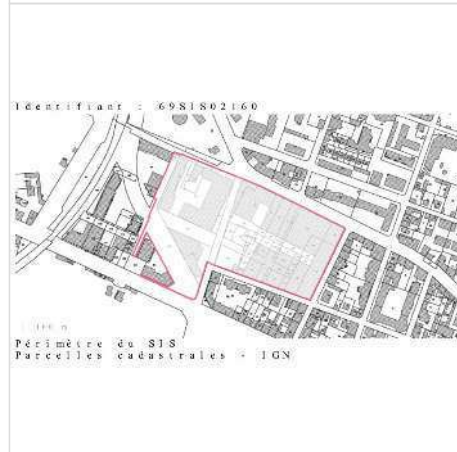 Identifiant : 69SIS02160
Périmètre du SIS
Parcelles cadastrales - IGN